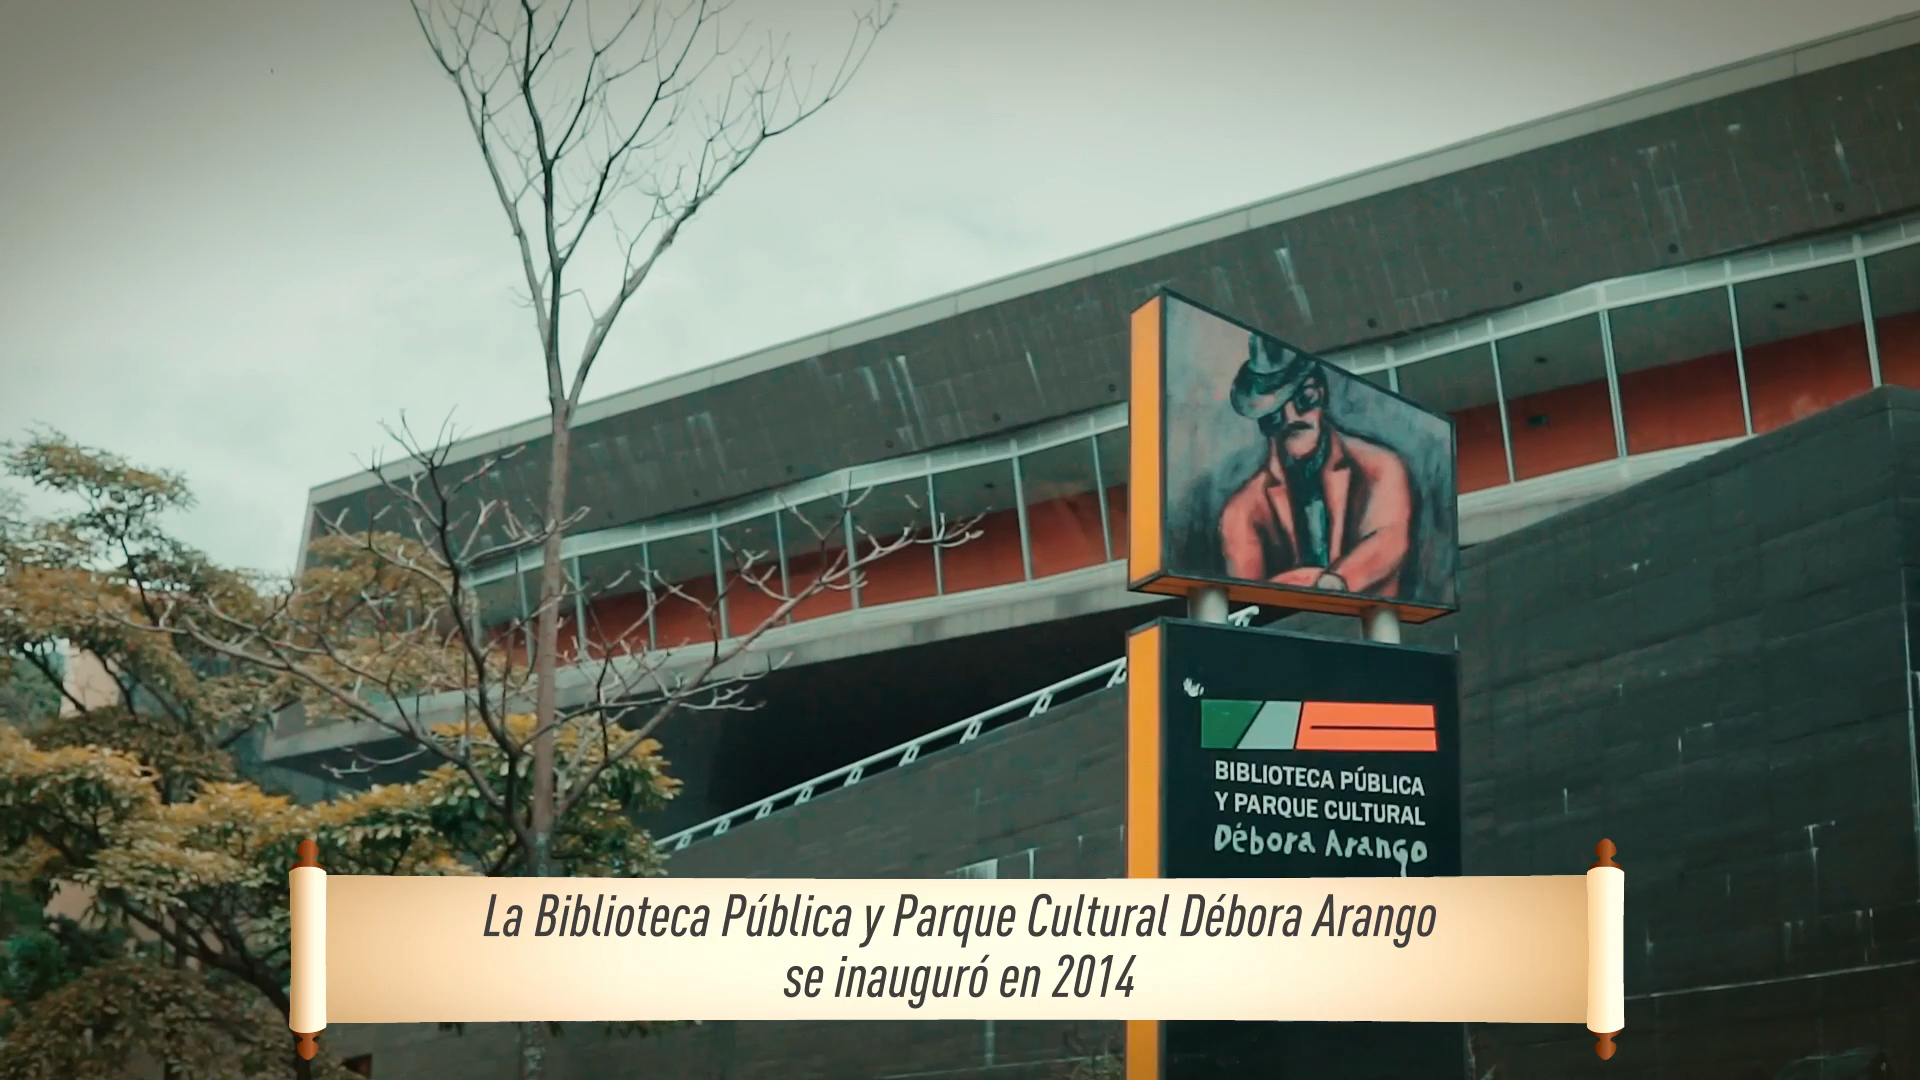 BIBLIOTECA PÚBLICA
Y PARQUE CULTURAL
Débora Arango
La Biblioteca Pública y Parque Cultural Débora Arango
se inauguró en 2014